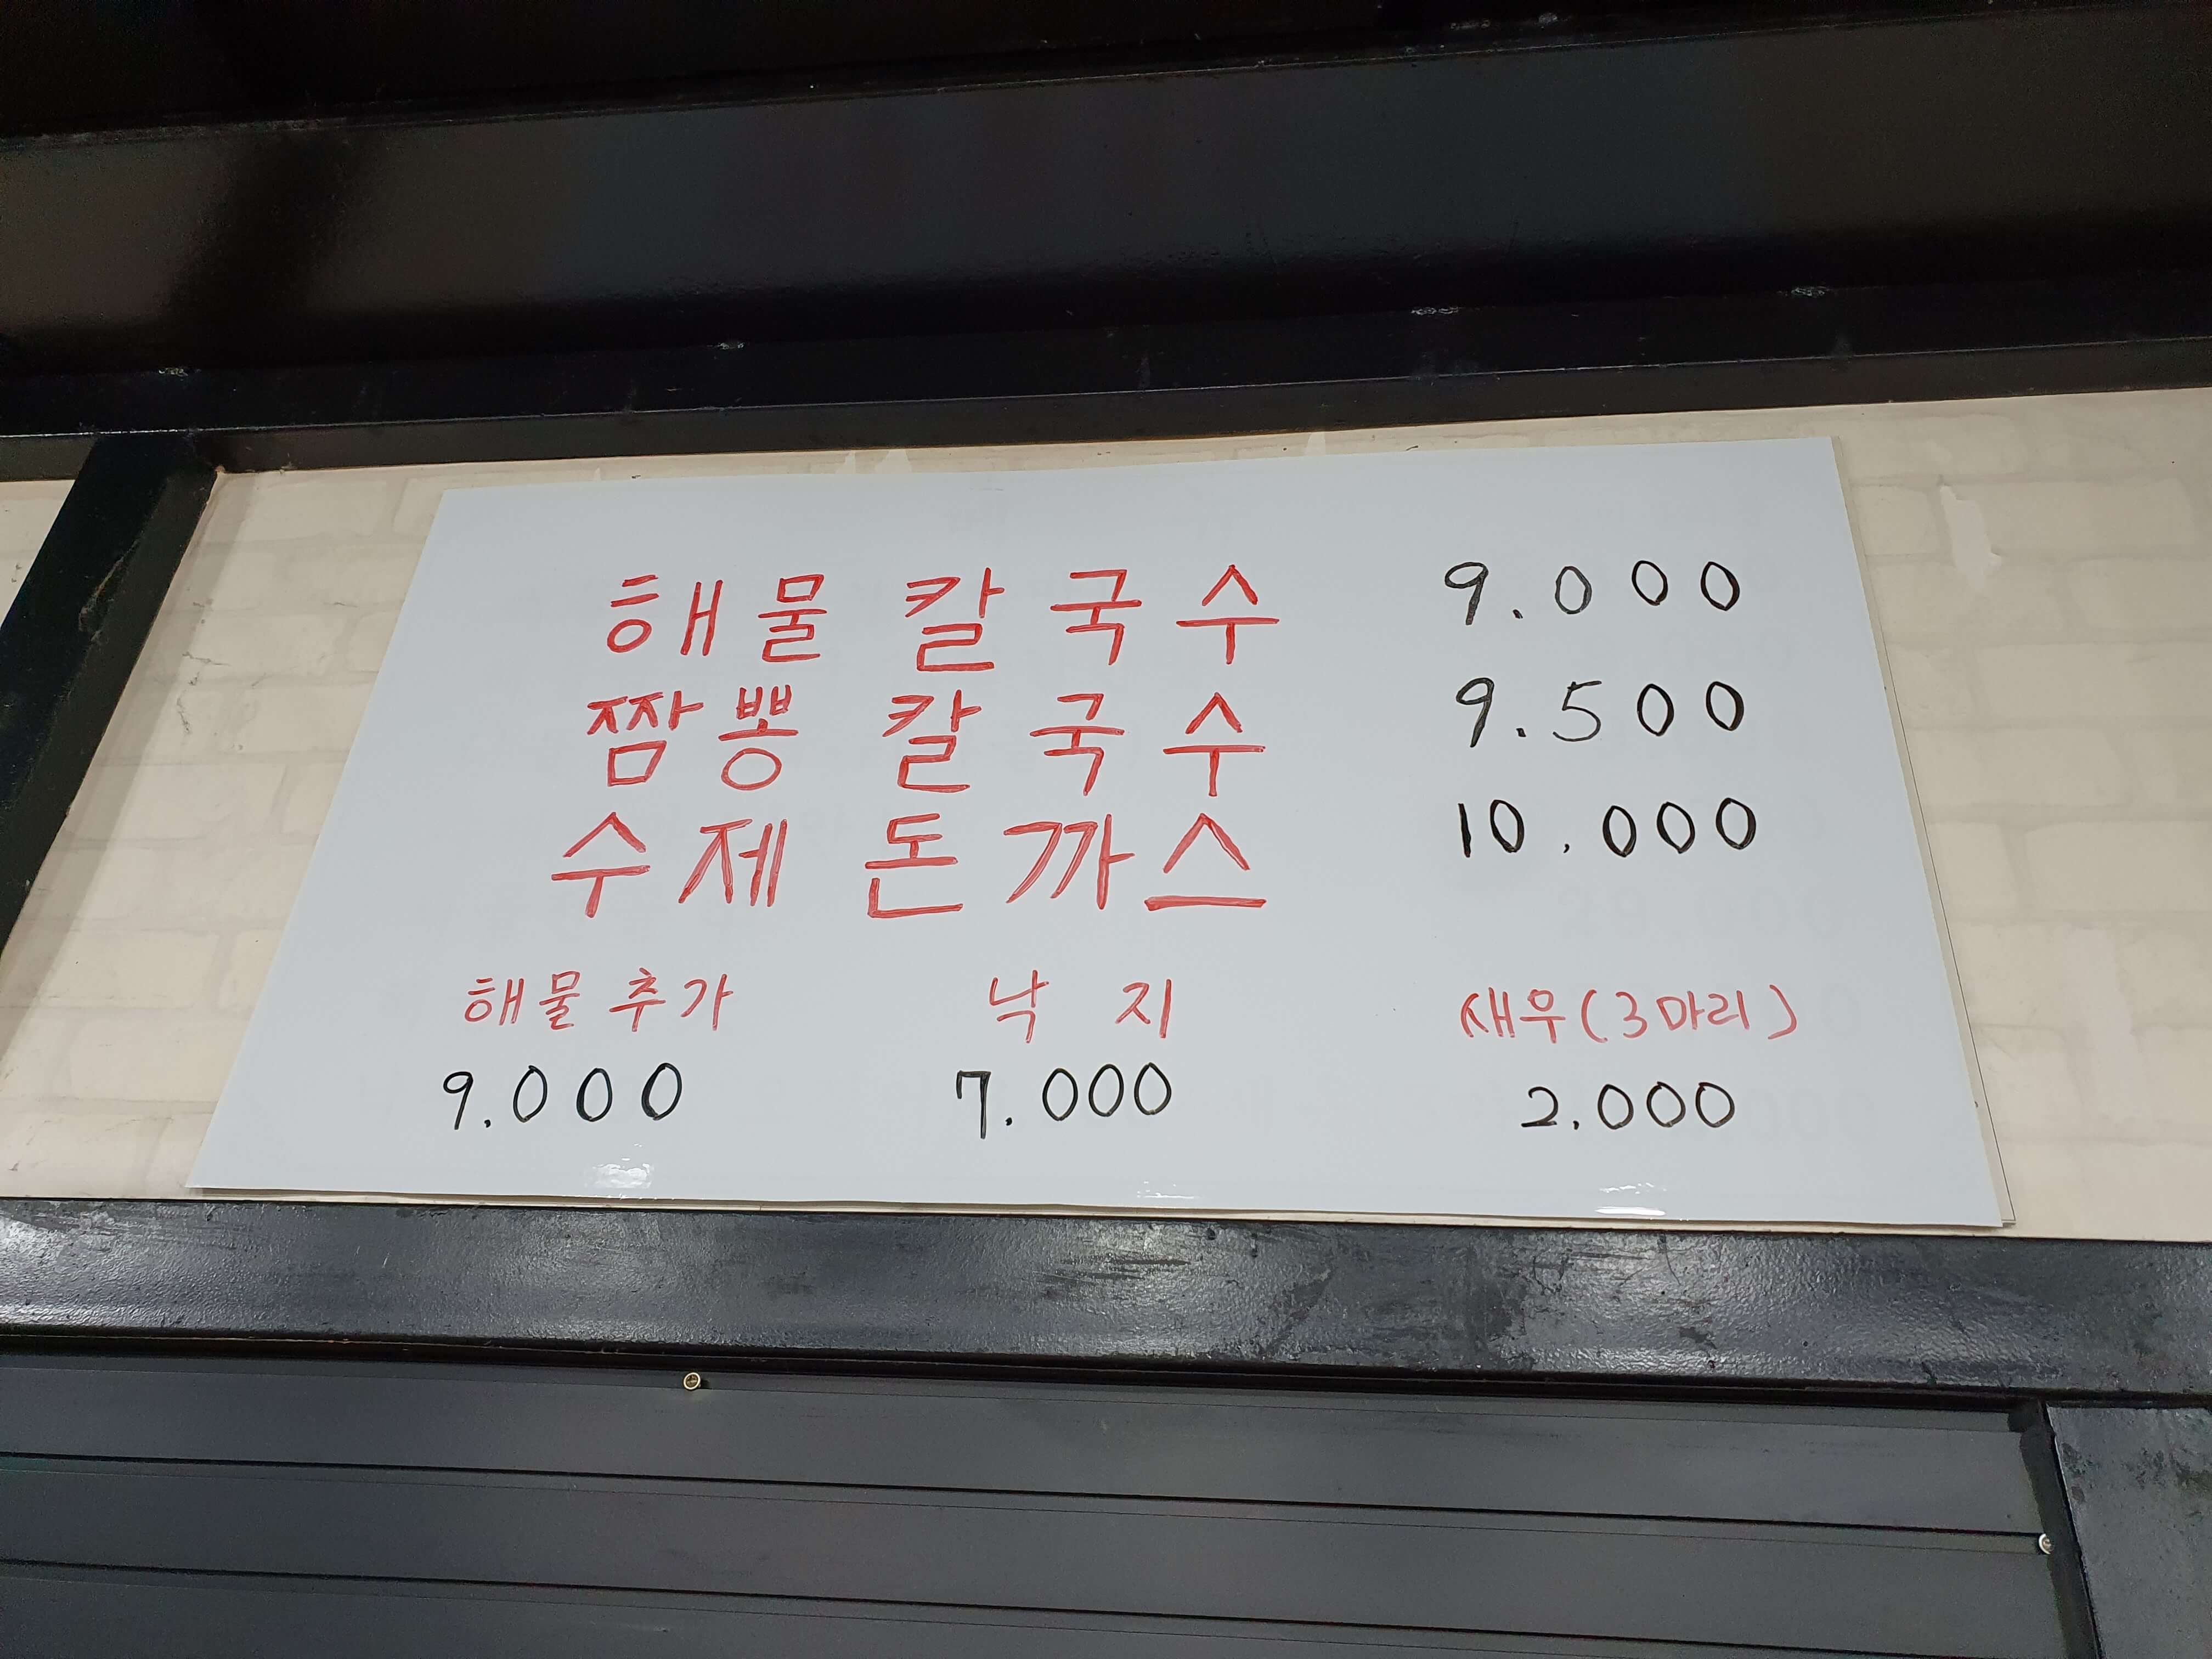 해물 칼국수 9.000
짬뽕 칼국수 9.500
수제 돈까스 10.000
해물 추가 낙지 새우(3마리)
9.000 7.000 2.000